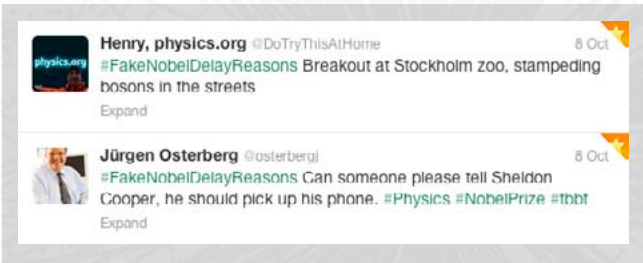 physics.org
Henry, physics.org @DoTryThisAtHome 8 Oct
#FakeNobelDelayReasons Breakout at Stockholm zoo, stampeding
bosons in the streets
Expand
Jürgen Osterberg @osterbergj 8 Oct
#FakeNobelDelayReasons Can someone please tell Sheldon
Cooper, he should pick up his phone. #Physics #NobelPrize #tbbt
Expand